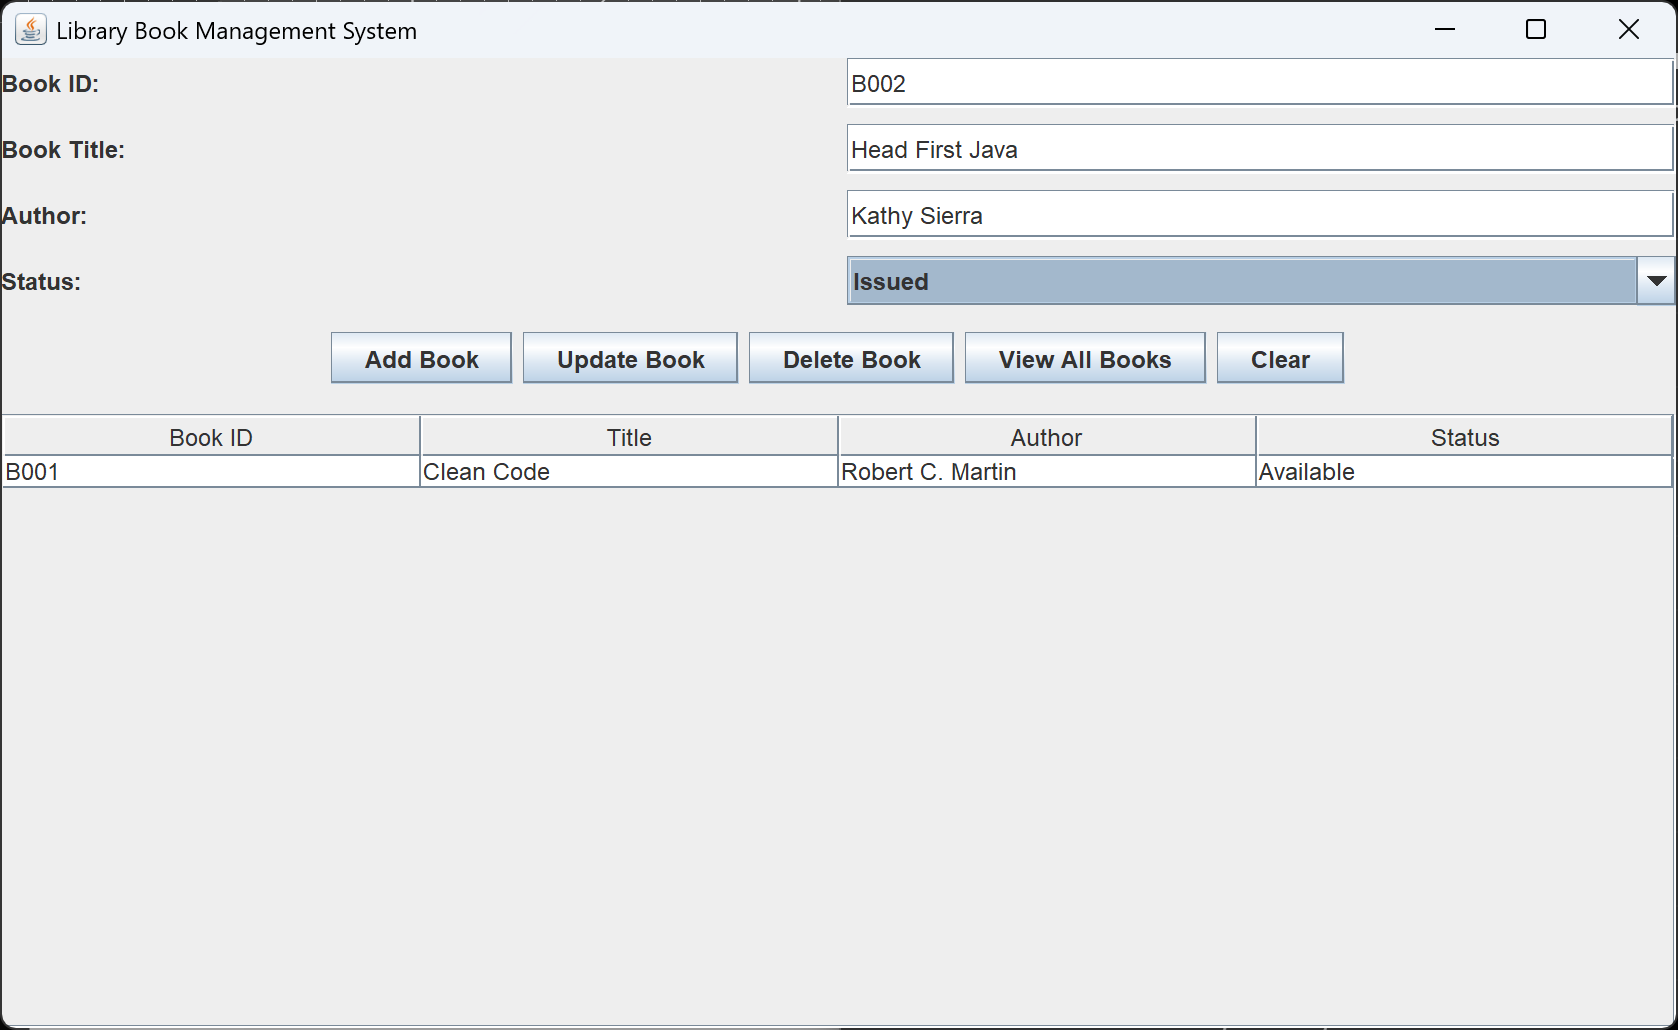 Library Book Management System
Book ID: B002
Book Title: Head First Java
Author: Kathy Sierra
Status: Issued
Add Book Update Book Delete Book View All Books Clear
Book ID Title Author Status
B001 Clean Code Robert C. Martin Available